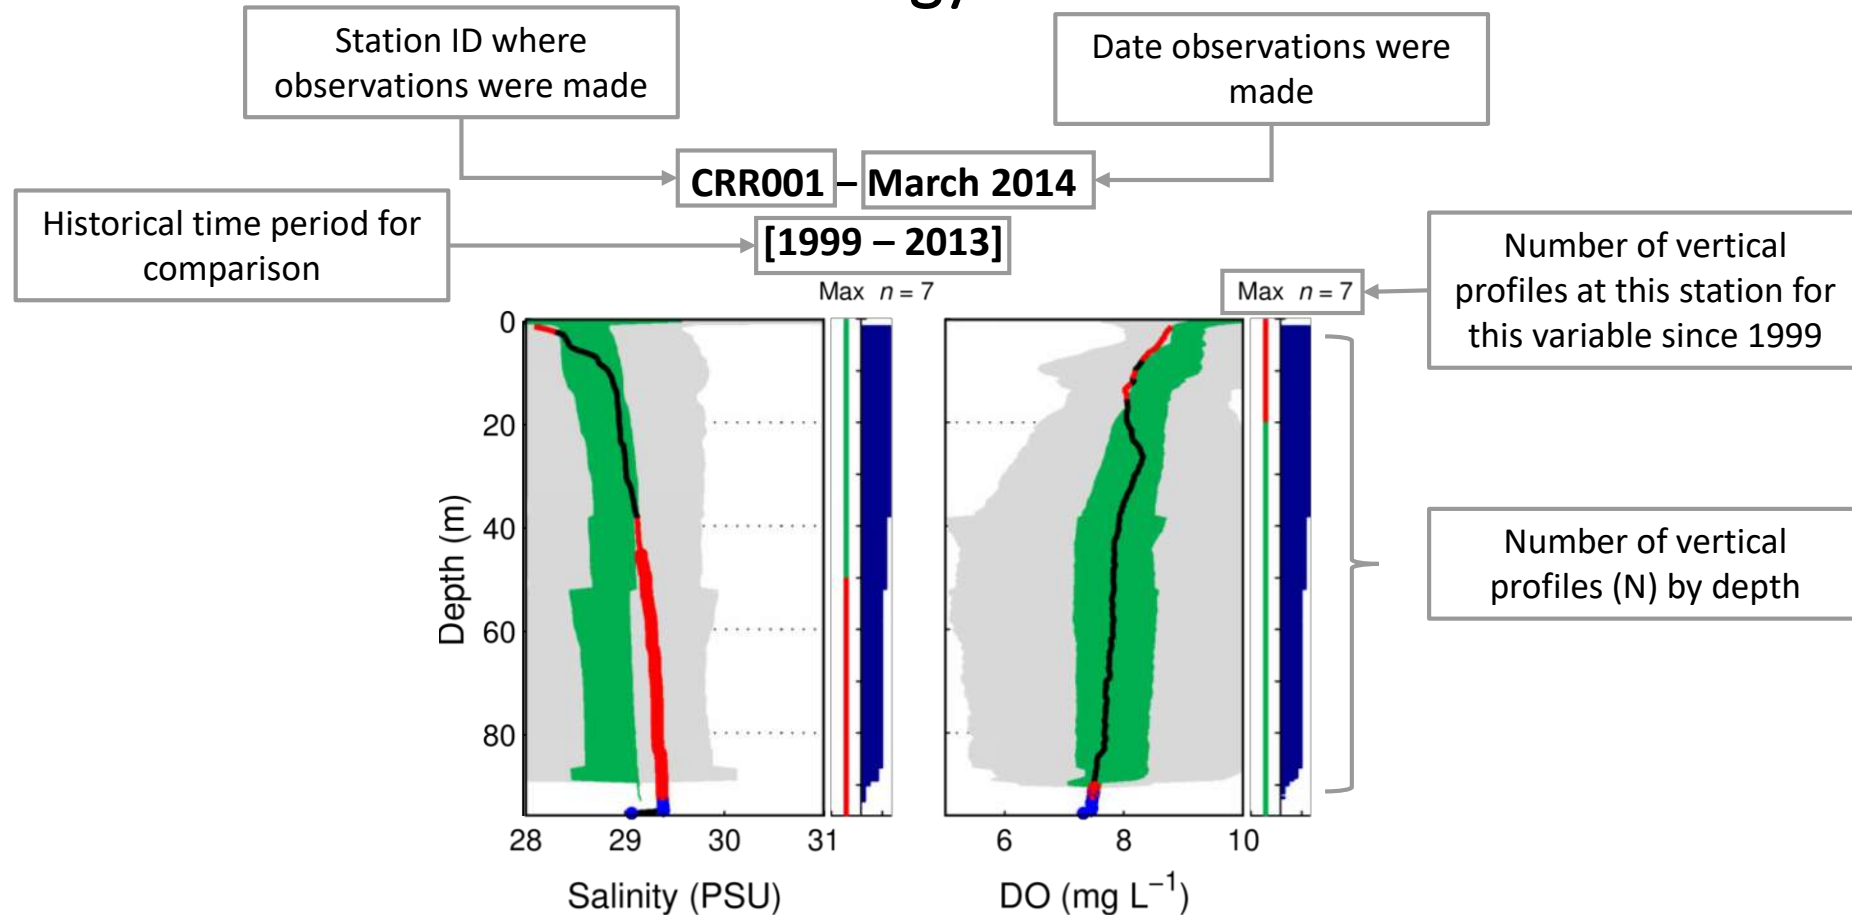 Station ID where
observations were made
Date observations were
made
CRR001 – March 2014
Historical time period for
comparison
[1999 – 2013]
Number of vertical
profiles at this station for
this variable since 1999
Max n = 7
Max n = 7
0
20
40
60
80
Depth (m)
28 29 30 31
Salinity (PSU)
6 8 10
DO (mg L⁻¹)
Number of vertical
profiles (N) by depth